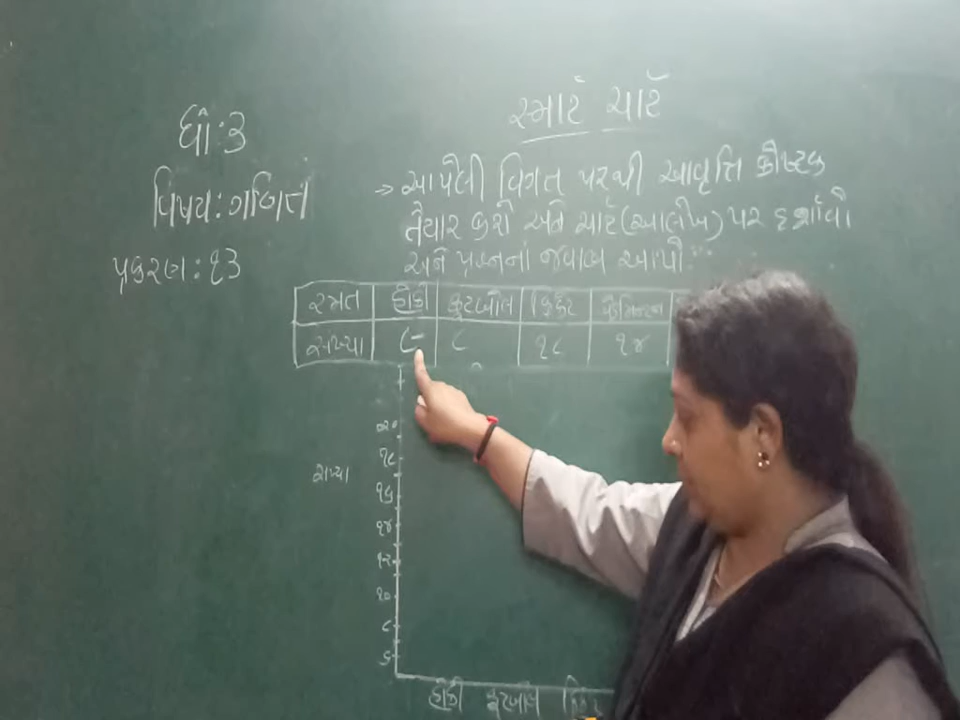 સ્માર્ટ ચાર્ટ
ધો:૩
વિષય:ગણિત
પ્રકરણ:૧૩
→ આપેલી વિગત પરથી આવૃત્તિ કોષ્ટક
તૈયાર કરો અને ચાર્ટ(આલેખ) પર દર્શાવો
અને પ્રશ્નનાં જવાબ આપો.
રમત હોકી ફુટબોલ ક્રિકેટ બેડમિન્ટન
સંખ્યા ૯ ૮ ૧૮ ૧૪
૨૦
૧૮
સંખ્યા
૧૬
૧૪
૧૨
૧૦
૮
૬
હોકી ફુટબોલ